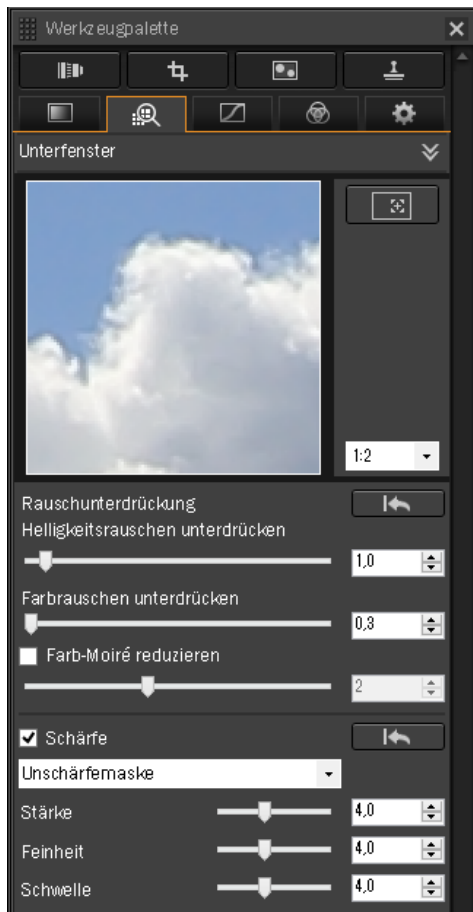 Werkzeugpalette
Unterfenster
1:2
Rauschunterdrückung
Helligkeitsrauschen unterdrücken
1,0
Farbrauschen unterdrücken
0,3
Farb-Moiré reduzieren
2
Schärfe
Unschärfemaske
Stärke 4,0
Feinheit 4,0
Schwelle 4,0